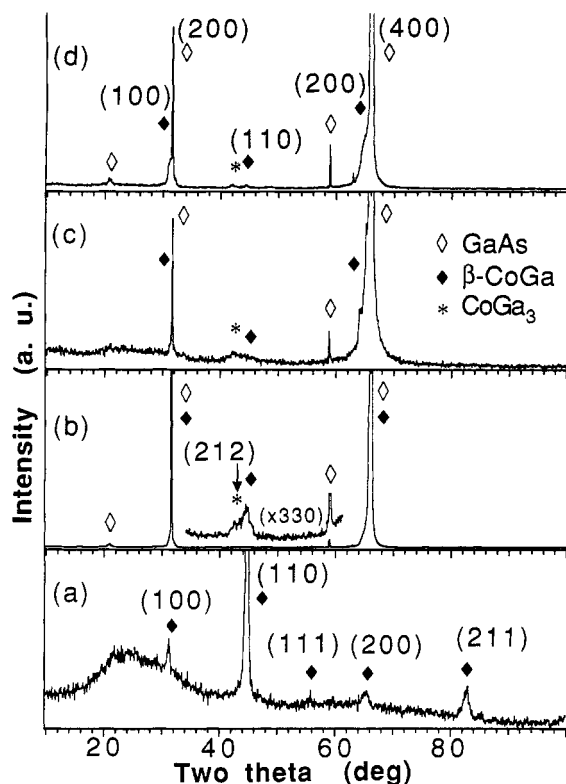 (d)
(200)
(400)
(100)
(200)
(110)
*
(c)
GaAs
β-CoGa
* CoGa₃
*
(b)
(212)
*
(x330)
(a)
(110)
(100)
(111)
(200)
(211)
Intensity (a. u.)
20 40 60 80
Two theta (deg)